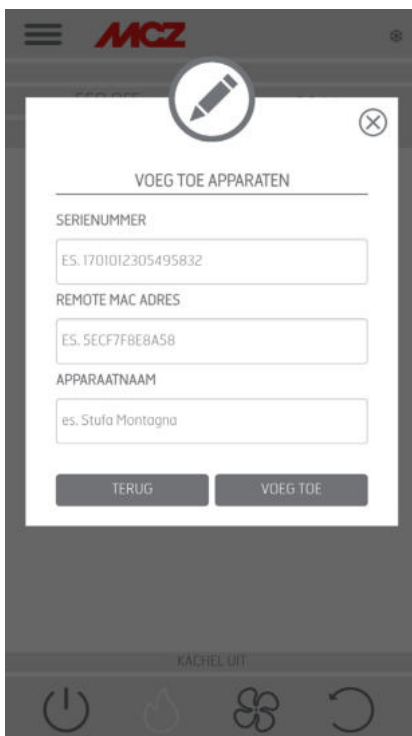 MCZ
VOEG TOE APPARATEN
SERIENUMMER
ES. 1701012305495832
REMOTE MAC ADRES
ES. 5ECF7F8E8A58
APPARAATNAAM
es. Stufa Montagna
TERUG VOEG TOE
KACHEL UIT